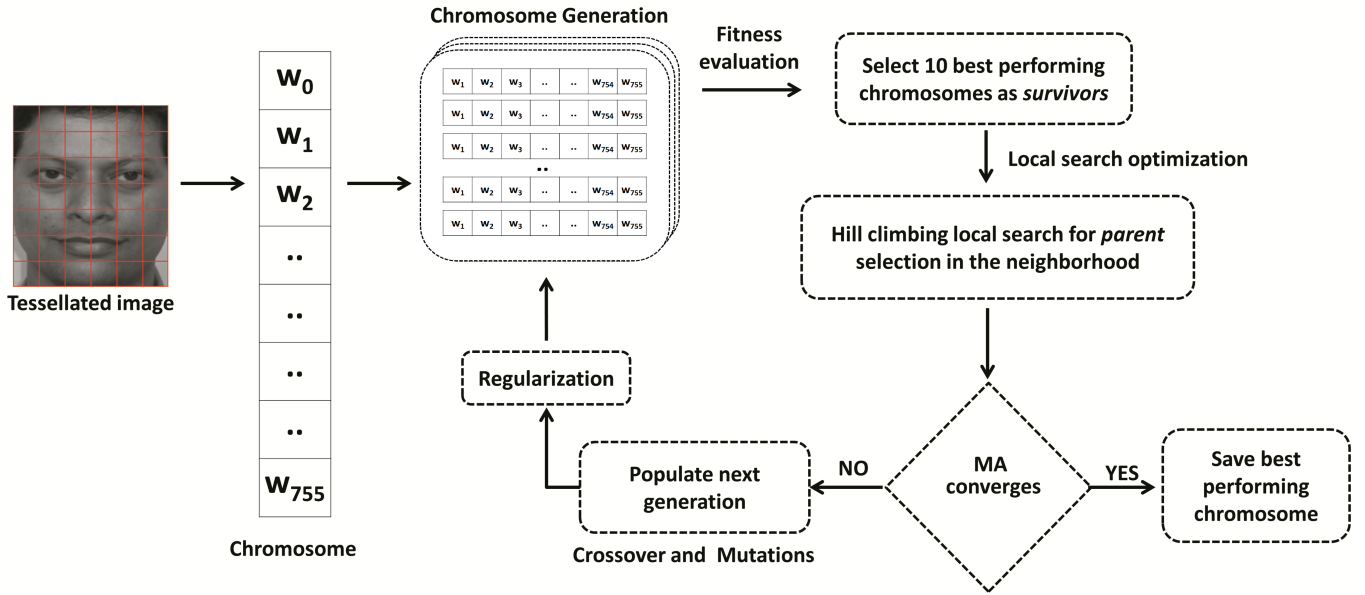 Tessellated image
w0
w1
w2
..
..
..
..
w755
Chromosome
Chromosome Generation
w1 w2 w3 .. .. w754 w755
w1 w2 w3 .. .. w754 w755
w1 w2 w3 .. .. w754 w755
..
w1 w2 w3 .. .. w754 w755
w1 w2 w3 .. .. w754 w755
Fitness
evaluation
Select 10 best performing
chromosomes as survivors
Local search optimization
Hill climbing local search for parent
selection in the neighborhood
MA
converges
YES
Save best
performing
chromosome
NO
Populate next
generation
Crossover and Mutations
Regularization